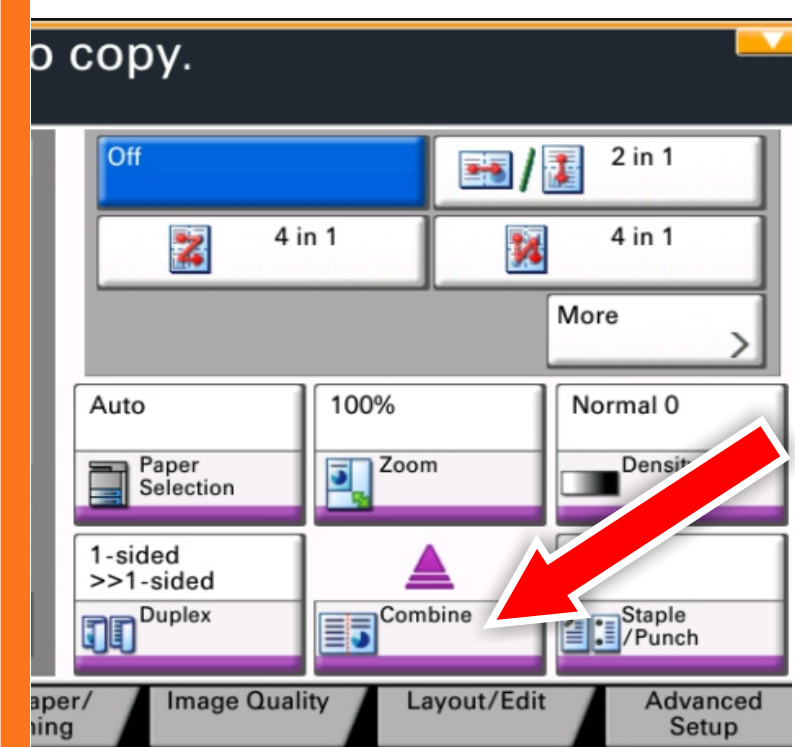 o copy.
Off
2 in 1
4 in 1
4 in 1
More
Auto
100%
Normal 0
Paper
Selection
Zoom
1-sided
>>1-sided
Duplex
Combine
Staple
/Punch
aper/
Image Quality
Layout/Edit
Advanced
Setup